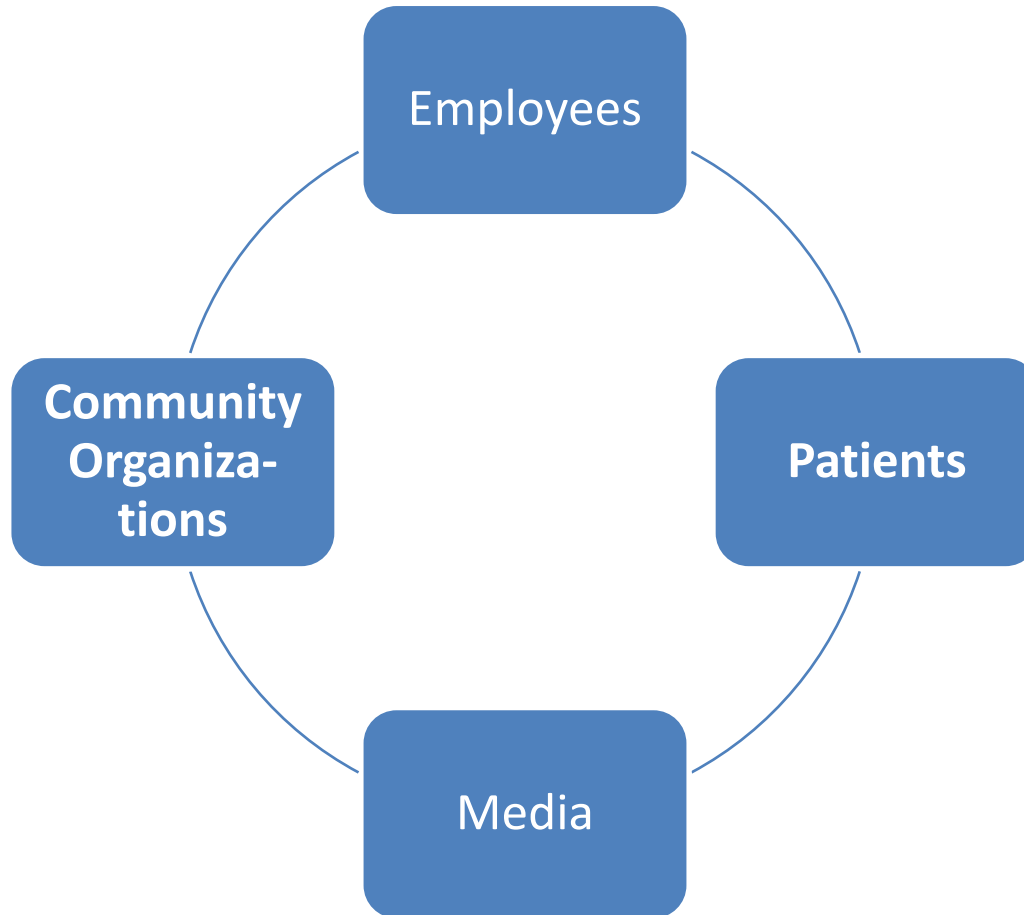 Employees
Community
Organiza-
tions
Patients
Media